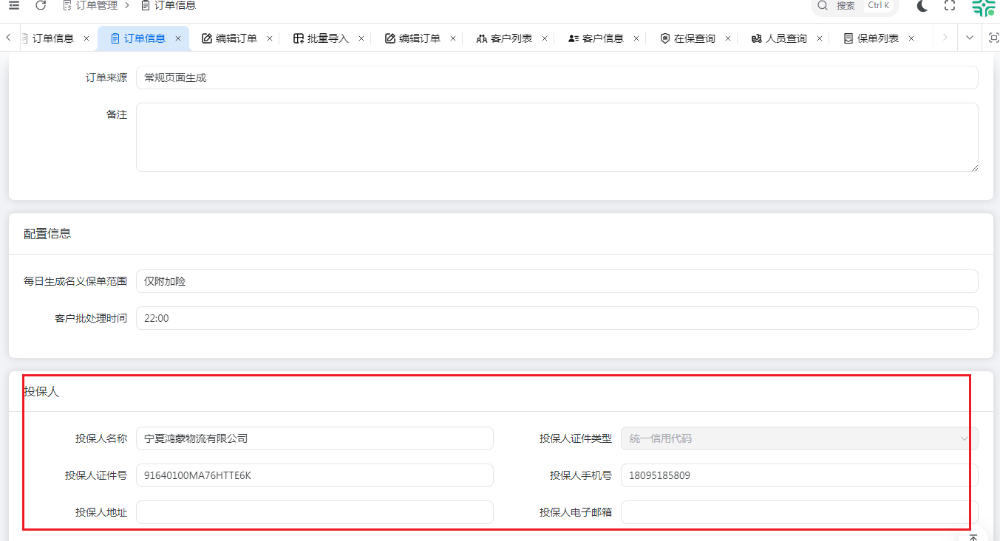 订单管理 > 订单信息 搜索 Ctrl K
订单信息 × 订单信息 × 编辑订单 × 批量导入 × 编辑订单 × 客户列表 × 客户信息 × 在保查询 × 人员查询 × 保单列表 ×
订单来源 常规页面生成
备注
配置信息
每日生成名义保单范围 仅附加险
客户批处理时间 22:00
投保人
投保人名称 宁夏鸿蒙物流有限公司 投保人证件类型 统一信用代码
投保人证件号 91640100MA76HTTE6K 投保人手机号 18095185809
投保人地址 投保人电子邮箱